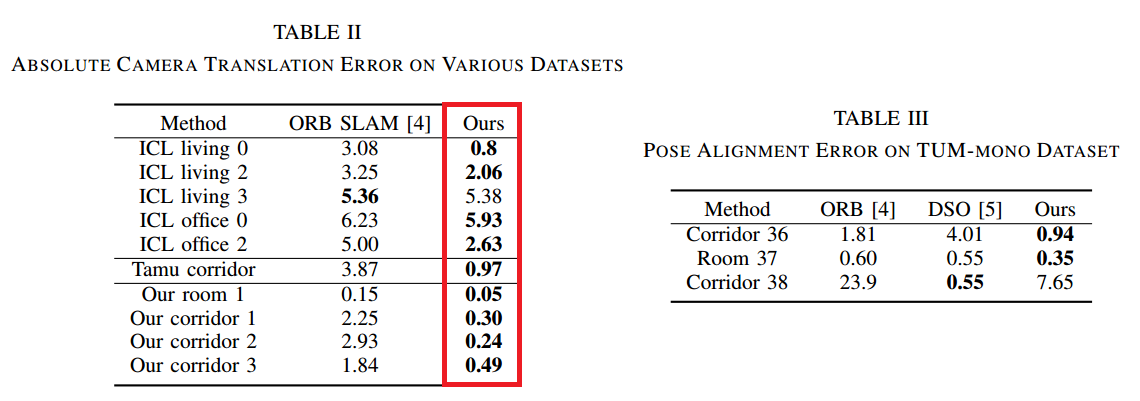 TABLE II
ABSOLUTE CAMERA TRANSLATION ERROR ON VARIOUS DATASETS
Method ORB SLAM [4] Ours
ICL living 0 3.08 0.8
ICL living 2 3.25 2.06
ICL living 3 5.36 5.38
ICL office 0 6.23 5.93
ICL office 2 5.00 2.63
Tamu corridor 3.87 0.97
Our room 1 0.15 0.05
Our corridor 1 2.25 0.30
Our corridor 2 2.93 0.24
Our corridor 3 1.84 0.49
TABLE III
POSE ALIGNMENT ERROR ON TUM-MONO DATASET
Method ORB [4] DSO [5] Ours
Corridor 36 1.81 4.01 0.94
Room 37 0.60 0.55 0.35
Corridor 38 23.9 0.55 7.65